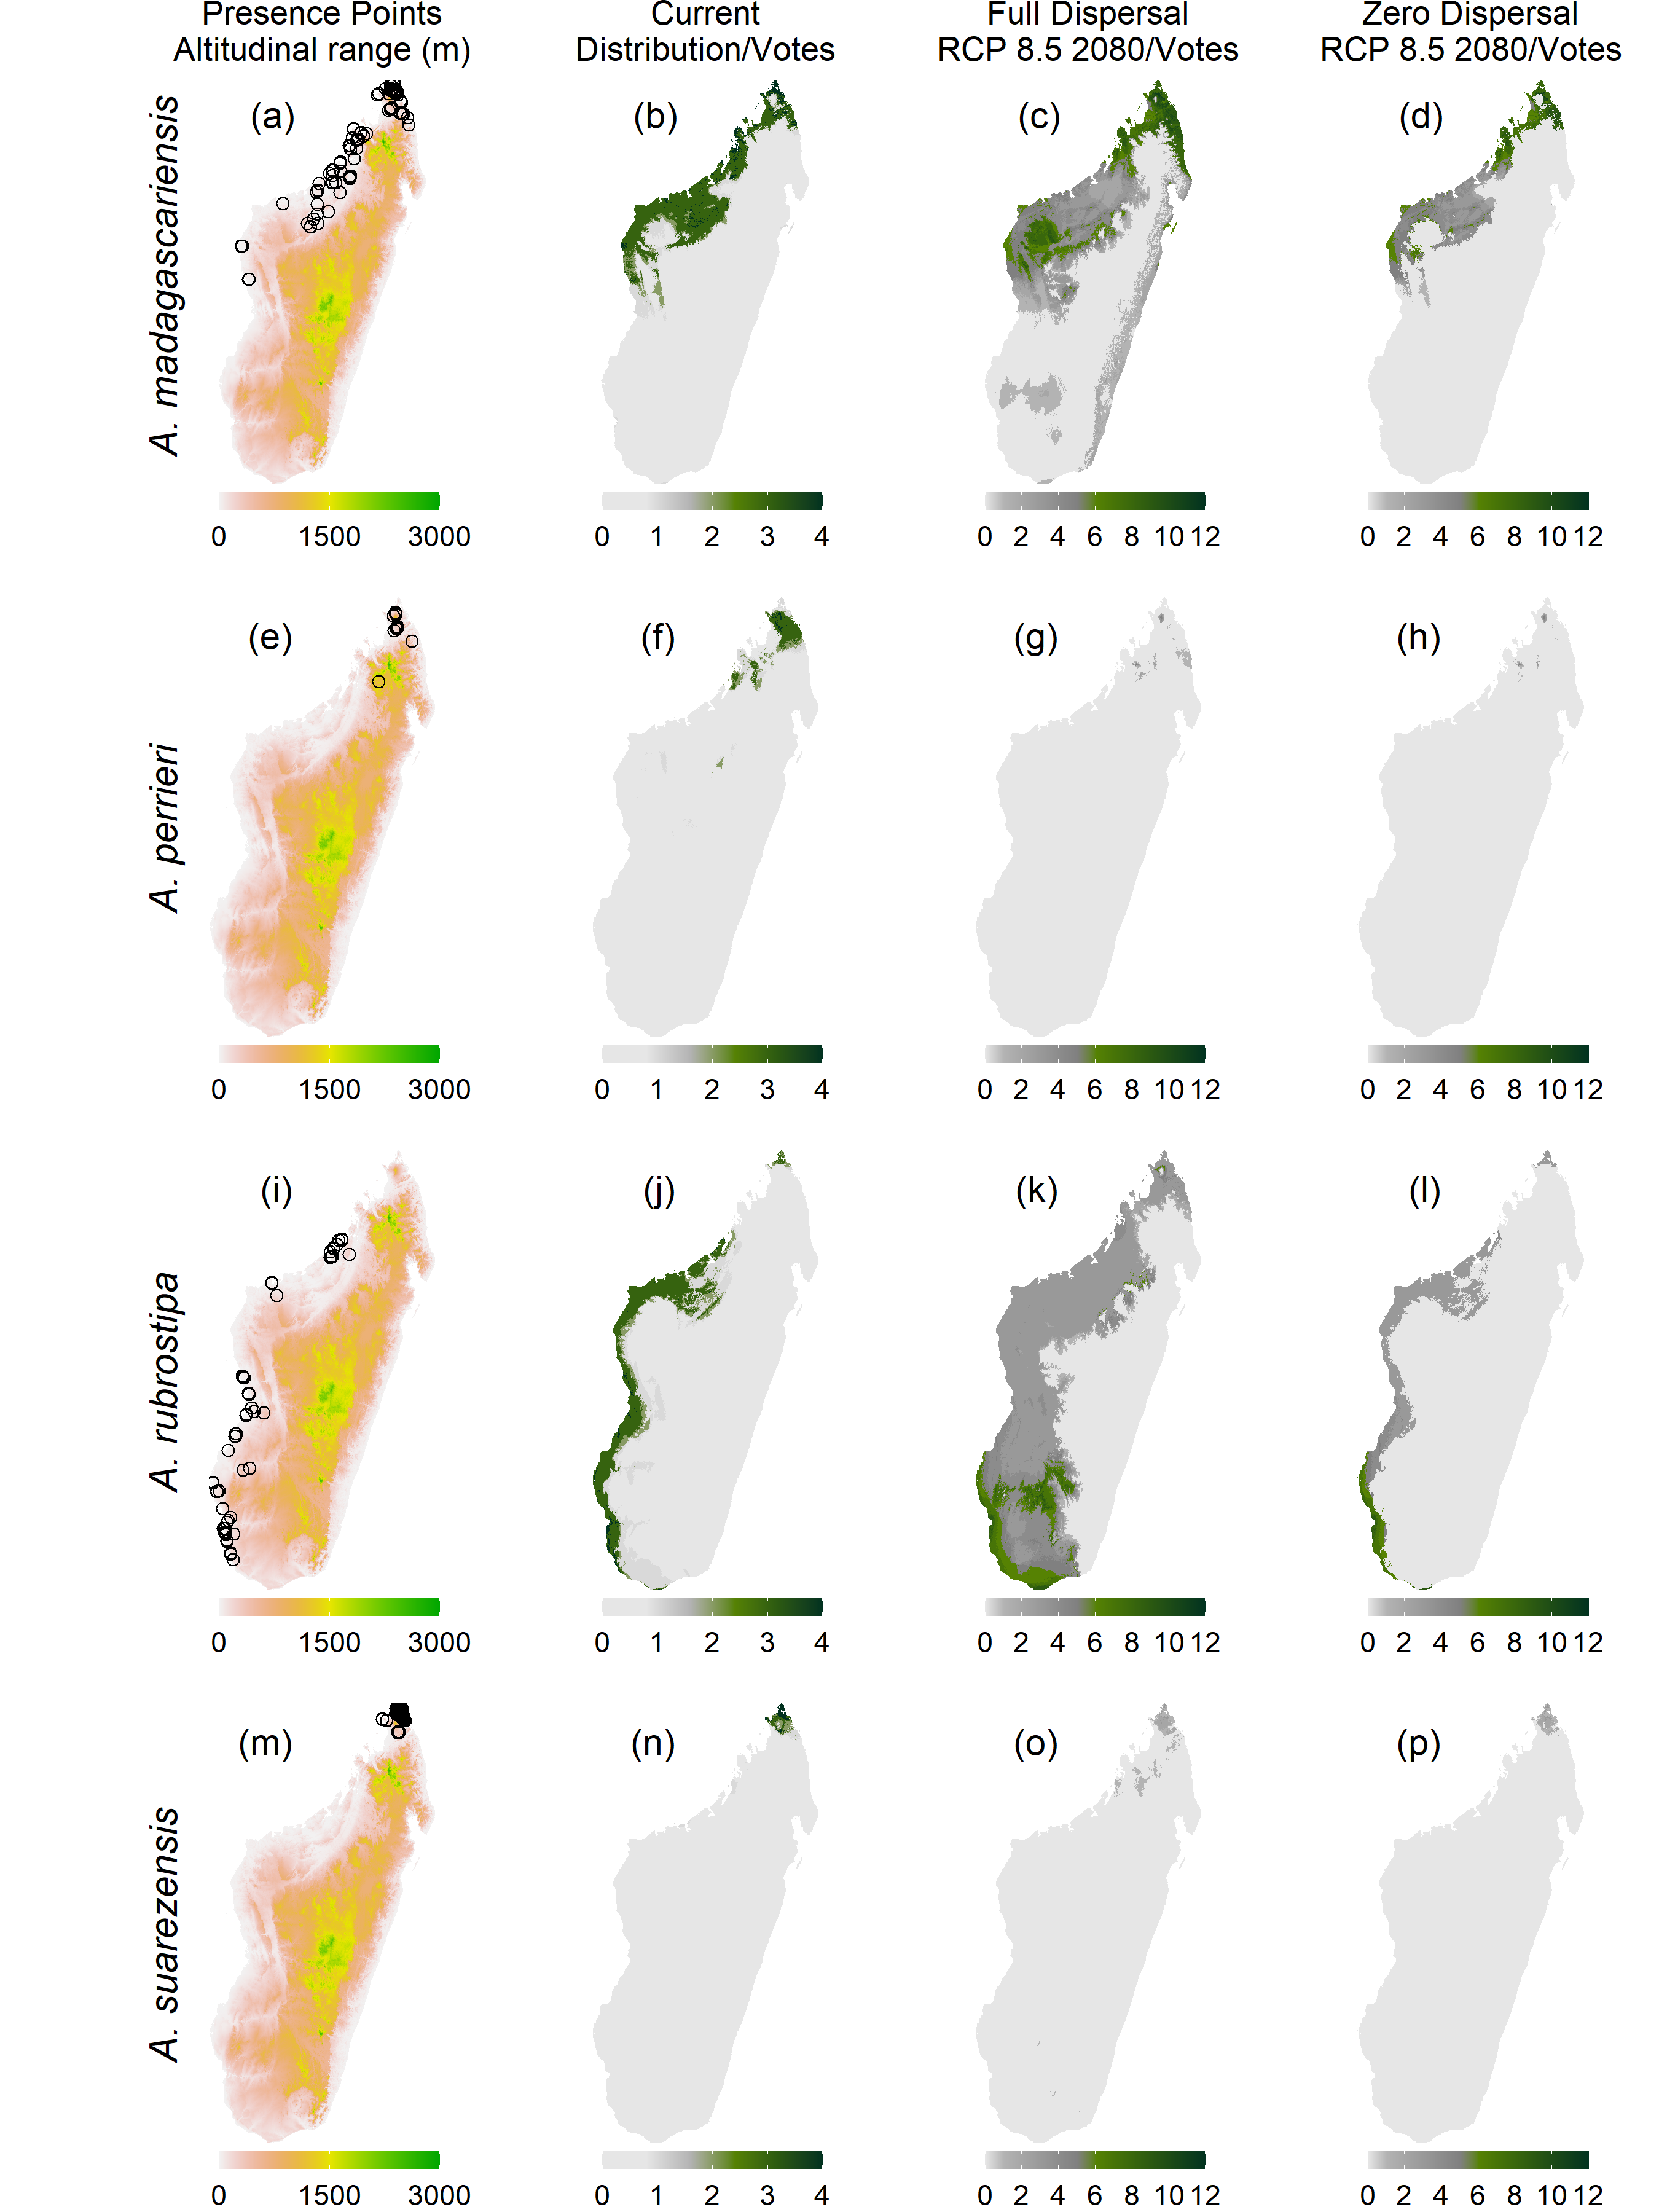 Presence Points
Altitudinal range (m)
Current
Distribution/Votes
Full Dispersal
RCP 8.5 2080/Votes
Zero Dispersal
RCP 8.5 2080/Votes
A. madagascariensis
(a)
(b)
(c)
(d)
0 1500 3000
0 1 2 3 4
0 2 4 6 8 10 12
0 2 4 6 8 10 12
A. perrieri
(e)
(f)
(g)
(h)
0 1500 3000
0 1 2 3 4
0 2 4 6 8 10 12
0 2 4 6 8 10 12
A. rubrostipa
(i)
(j)
(k)
(l)
0 1500 3000
0 1 2 3 4
0 2 4 6 8 10 12
0 2 4 6 8 10 12
A. suarezensis
(m)
(n)
(o)
(p)
0 1500 3000
0 1 2 3 4
0 2 4 6 8 10 12
0 2 4 6 8 10 12